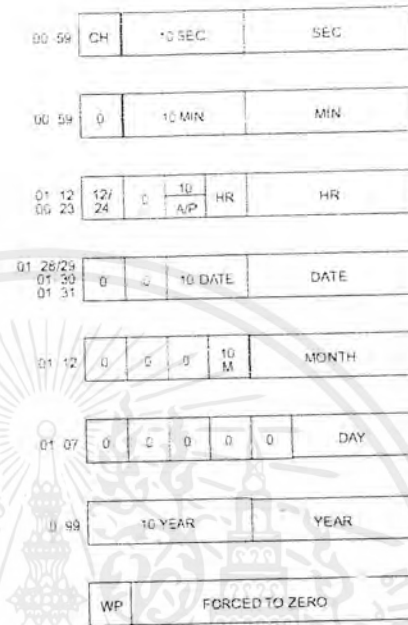 00 59 CH 10 SEC SEC
00 59 0 10 MIN MIN
01 12
00 23
12/
24
0
10
A/P
HR HR
01 28/29
01 30
01 31
0 0 10 DATE DATE
01 12 0 0 0
10
M
MONTH
01 07 0 0 0 0 0 DAY
0 99 10 YEAR YEAR
WP FORCED TO ZERO